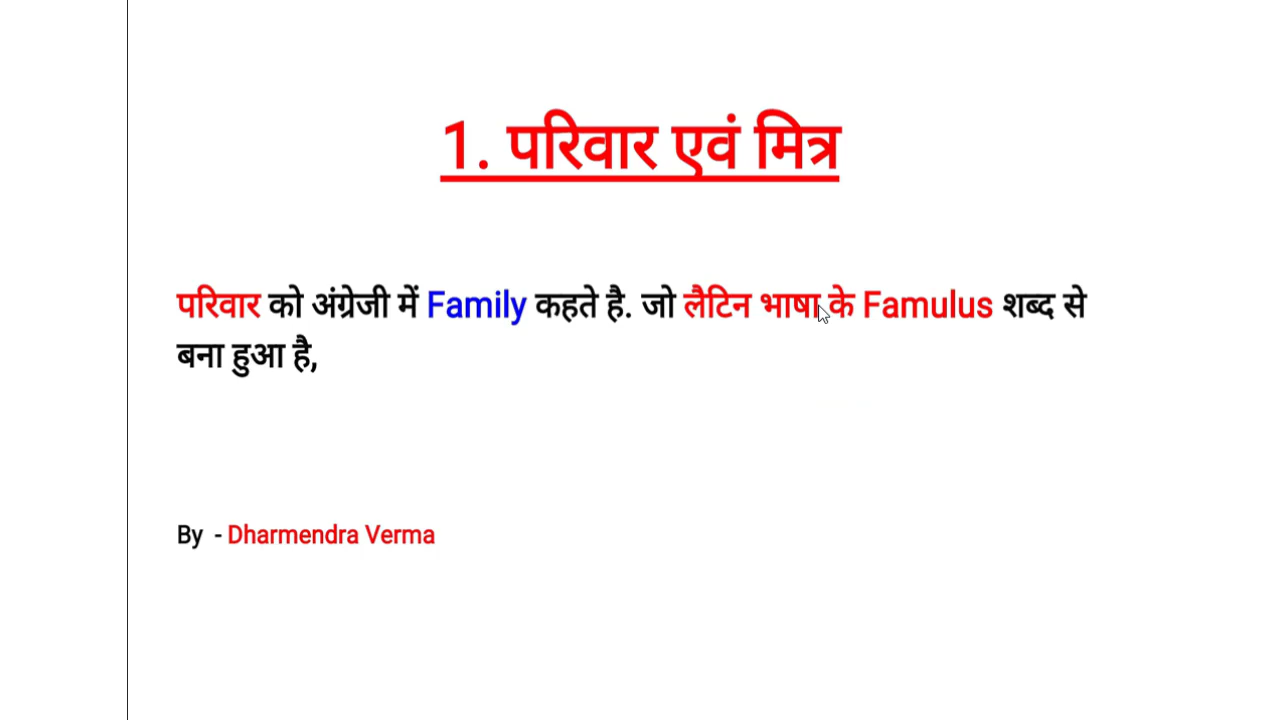 1. परिवार एवं मित्र
परिवार को अंग्रेजी में Family कहते है. जो लैटिन भाषा के Famulus शब्द से
बना हुआ है,
By - Dharmendra Verma